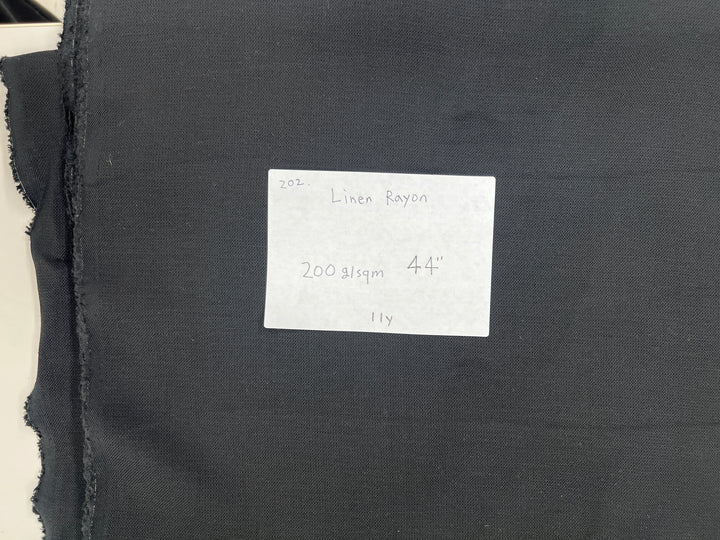 202.
Linen Rayon
200 g/sqm 44"
11y